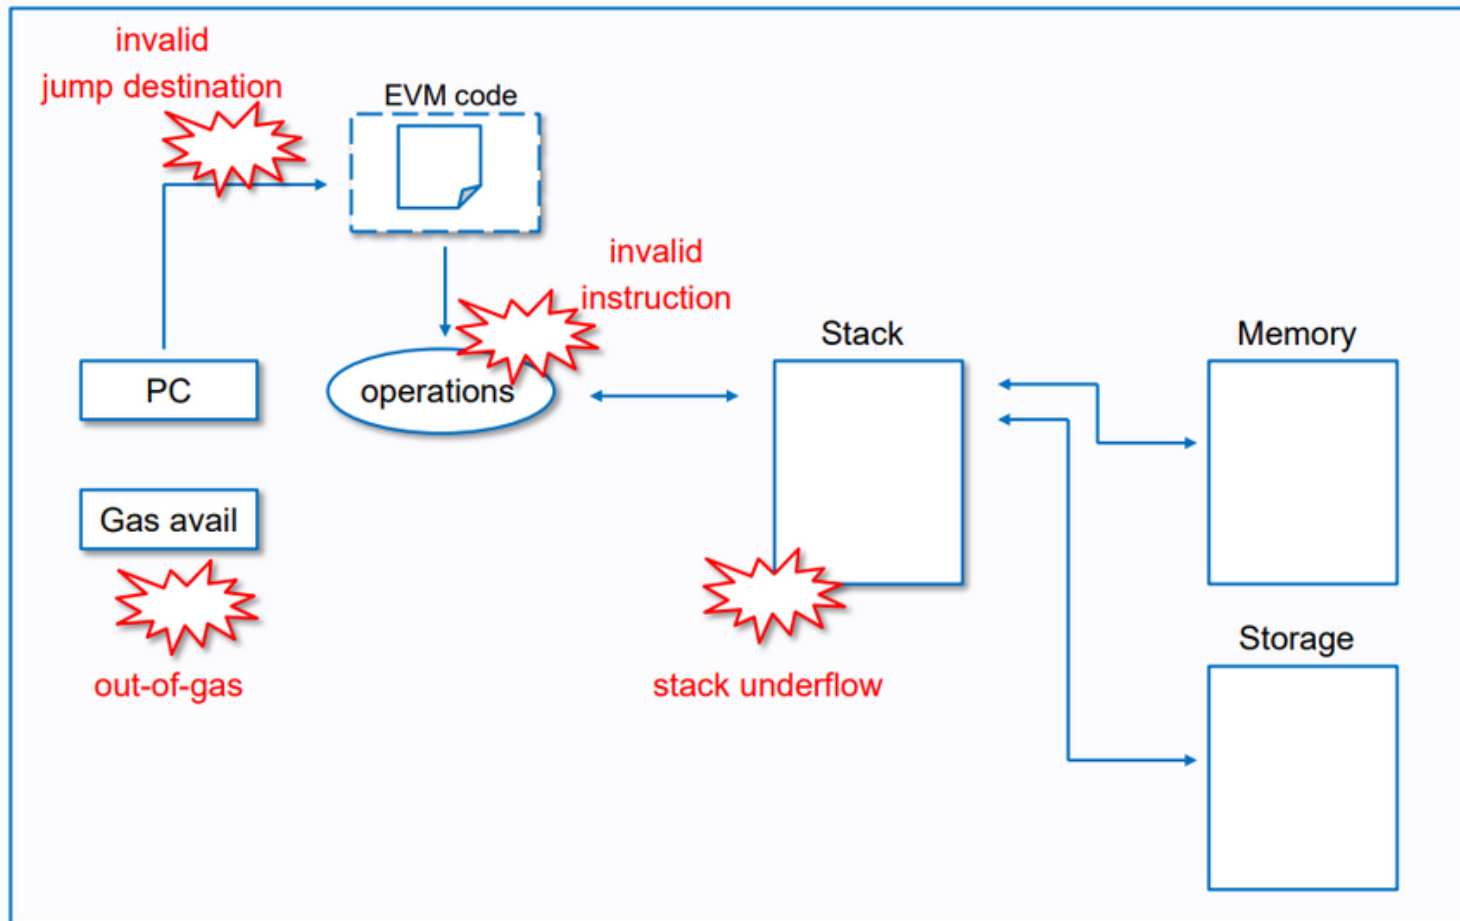 invalid
jump destination
EVM code
invalid
instruction
Stack
Memory
PC
operations
Gas avail
Storage
out-of-gas
stack underflow